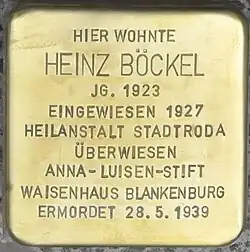 HIER WOHNTE
HEINZ BÖCKEL
JG. 1923
EINGEWIESEN 1927
HEILANSTALT STADTRODA
ÜBERWIESEN
ANNA-LUISEN-STIFT
WAISENHAUS BLANKENBURG
ERMORDET 28.5.1939